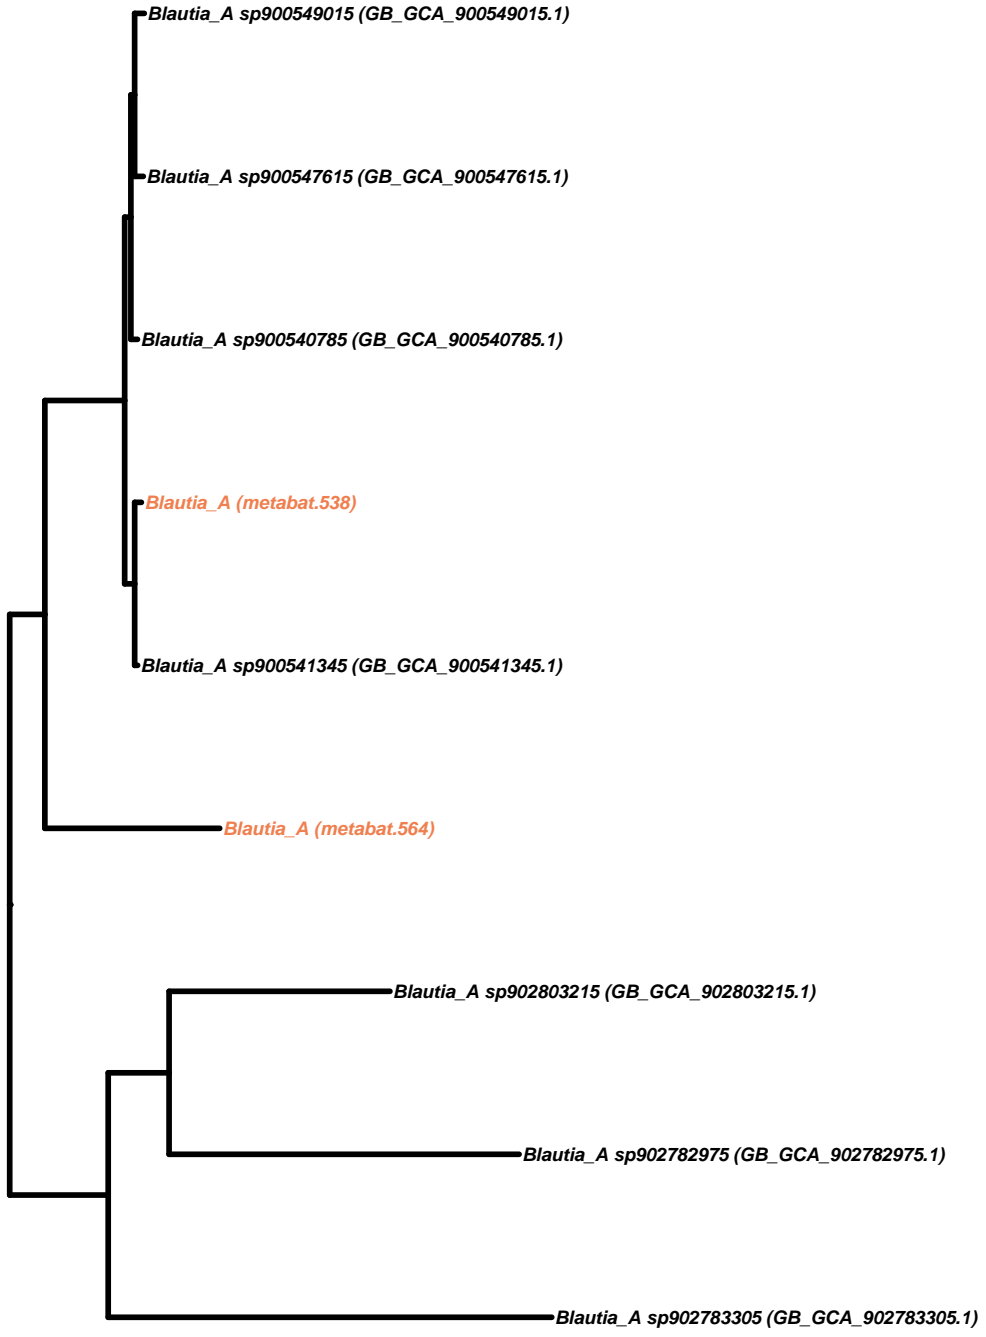 Blautia_A sp900549015 (GB_GCA_900549015.1)
Blautia_A sp900547615 (GB_GCA_900547615.1)
Blautia_A sp900540785 (GB_GCA_900540785.1)
Blautia_A (metabat.538)
Blautia_A sp900541345 (GB_GCA_900541345.1)
Blautia_A (metabat.564)
Blautia_A sp902803215 (GB_GCA_902803215.1)
Blautia_A sp902782975 (GB_GCA_902782975.1)
Blautia_A sp902783305 (GB_GCA_902783305.1)